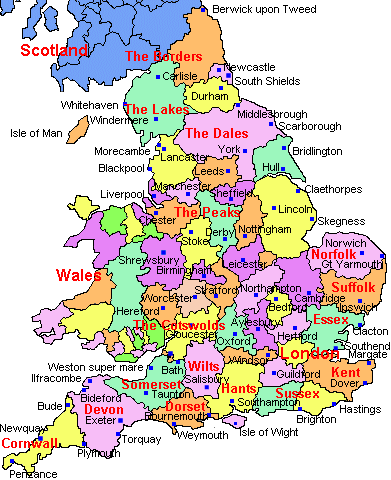 Berwick upon Tweed
Scotland
The Borders
Newcastle
Carlisle
South Shields
Durham
Whitehaven
The Lakes
Middlesbrough
Windermere
Scarborough
Isle of Man
The Dales
Morecambe
York
Bridlington
Lancaster
Blackpool
Leeds
Hull
Manchester
Sheffield
Claethorpes
Liverpool
Chester
The Peaks
Lincoln
Skegness
Derby
Nottingham
Stoke
Norwich
Norfolk
Shrewsbury
Leicester
Gt Yarmouth
Birmingham
Wales
Stratford
Northampton
Suffolk
Worcester
Cambridge
Bedford
Ipswich
Hereford
The Cotswolds
Essex
Gloucester
Aylesbury
Hertford
Clacton
Oxford
Southend
Bath
Windsor
London
Margate
Weston super mare
Wilts
Guildford
Kent
Ilfracombe
Somerset
Salisbury
Hants
Dover
Bideford
Taunton
Sussex
Bude
Devon
Dorset
Southampton
Hastings
Bournemouth
Exeter
Brighton
Newquay
Weymouth
Isle of Wight
Cornwall
Torquay
Plymouth
Penzance